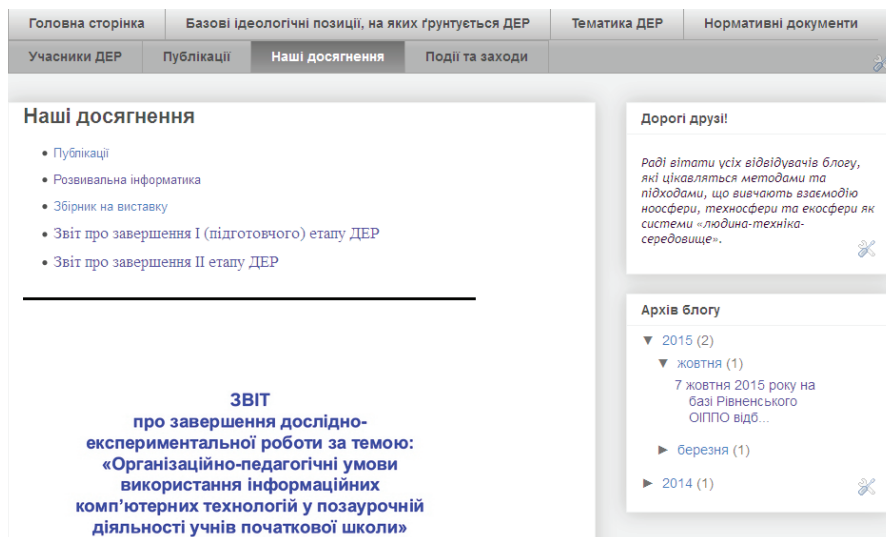 Головна сторінка
Базові ідеологічні позиції, на яких ґрунтується ДЕР
Тематика ДЕР
Нормативні документи
Учасники ДЕР
Публікації
Наші досягнення
Події та заходи
Наші досягнення
Публікації
Розвивальна інформатика
Збірник на виставку
Звіт про завершення І (підготовчого) етапу ДЕР
Звіт про завершення ІІ етапу ДЕР
ЗВІТ
про завершення дослідно-
експериментальної роботи за темою:
«Організаційно-педагогічні умови
використання інформаційних
комп’ютерних технологій у позаурочній
діяльності учнів початкової школи»
Дорогі друзі!
Раді вітати усіх відвідувачів блогу,
які цікавляться методами та
підходами, що вивчають взаємодію
ноосфери, техносфери та екосфери як
системи «людина-техніка-
середовище».
Архів блогу
▼ 2015 (2)
▼ жовтня (1)
7 жовтня 2015 року на
базі Рівненського
ОІППО відб...
► березня (1)
► 2014 (1)